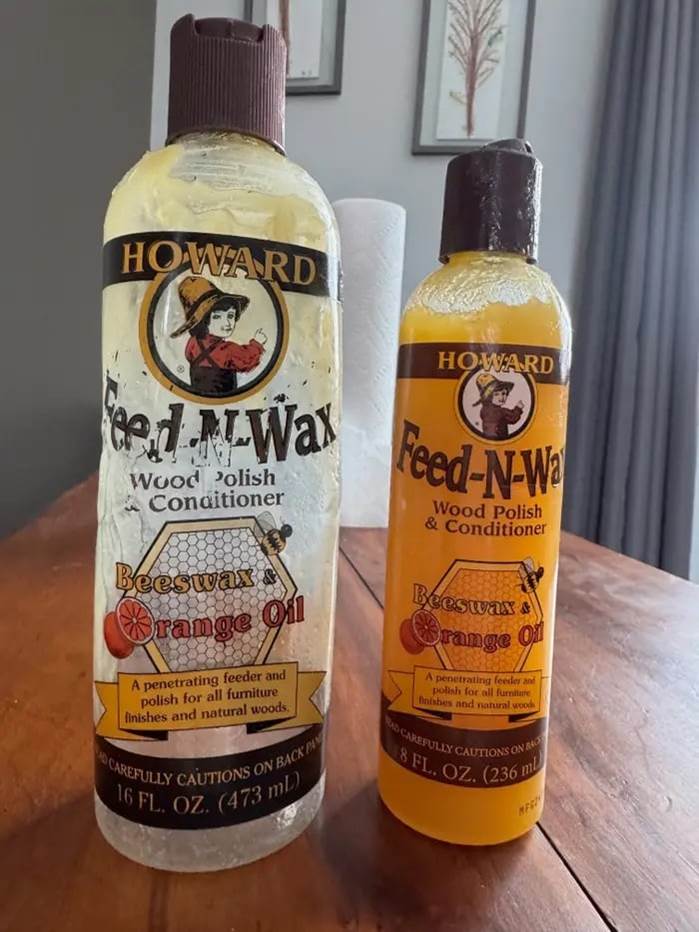 HOWARD
®
Feed-N-Wax
Wood Polish
& Conditioner
Beeswax &
Orange Oil
A penetrating feeder and
polish for all furniture
finishes and natural woods.
CAREFULLY CAUTIONS ON BACK
16 FL. OZ. (473 mL)
HOWARD
Feed-N-Wax
Wood Polish
& Conditioner
Beeswax &
Orange Oil
A penetrating feeder and
polish for all furniture
finishes and natural woods.
CAREFULLY CAUTIONS ON BACK
8 FL. OZ. (236 mL)